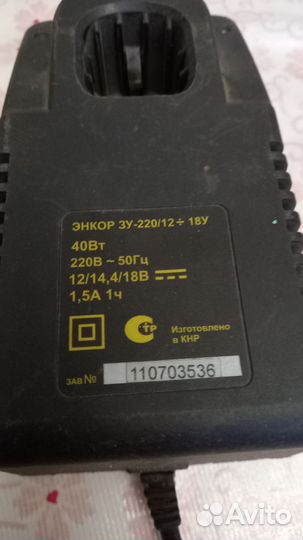 ЭНКОР ЗУ-220/12÷18У
40Вт
220В ~ 50Гц
12/14,4/18В
1,5А 1ч
СТР
Изготовлено
в КНР
ЗАВ № 110703536
Avito